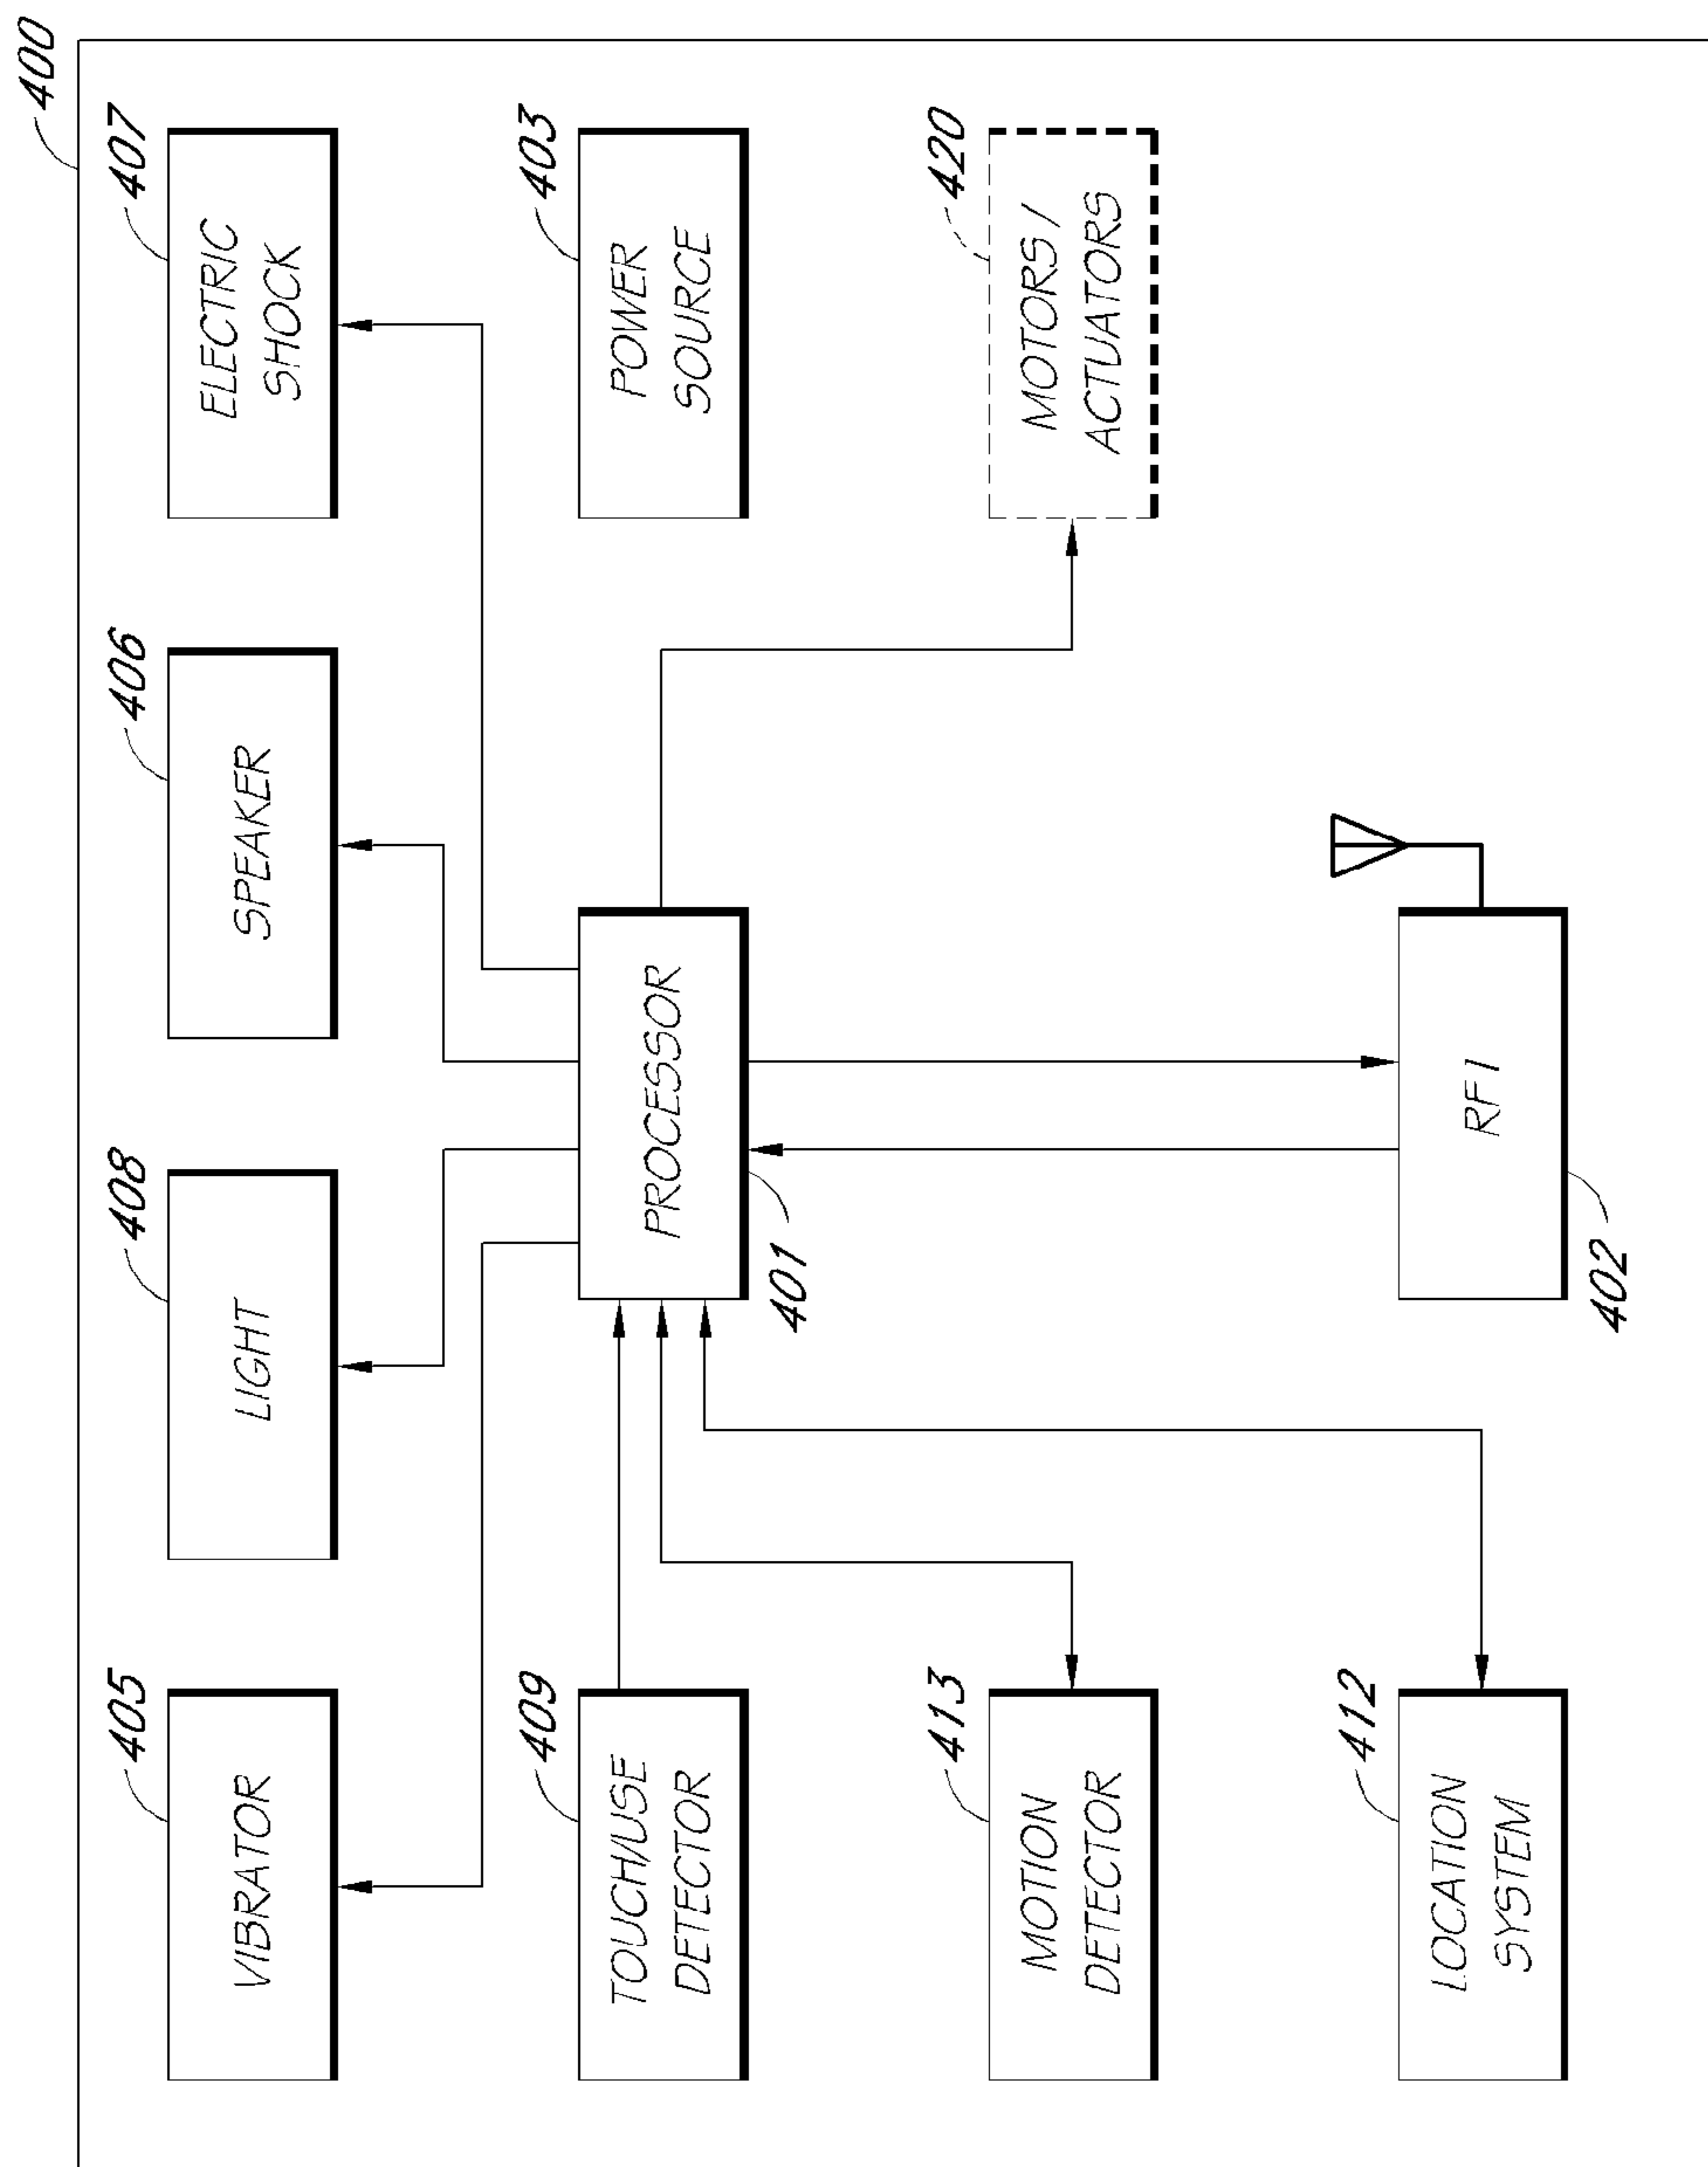 400
405
VIBRATOR
408
LIGHT
406
SPEAKER
407
ELECTRIC
SHOCK
409
TOUCH/USE
DETECTOR
PROCESSOR
401
403
POWER
SOURCE
413
MOTION
DETECTOR
420
MOTORS /
ACTUATORS
412
LOCATION
SYSTEM
RFI
402